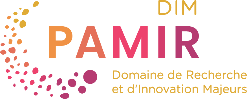 DIM
PAMIR
Domaine de Recherche
et d'Innovation Majeurs